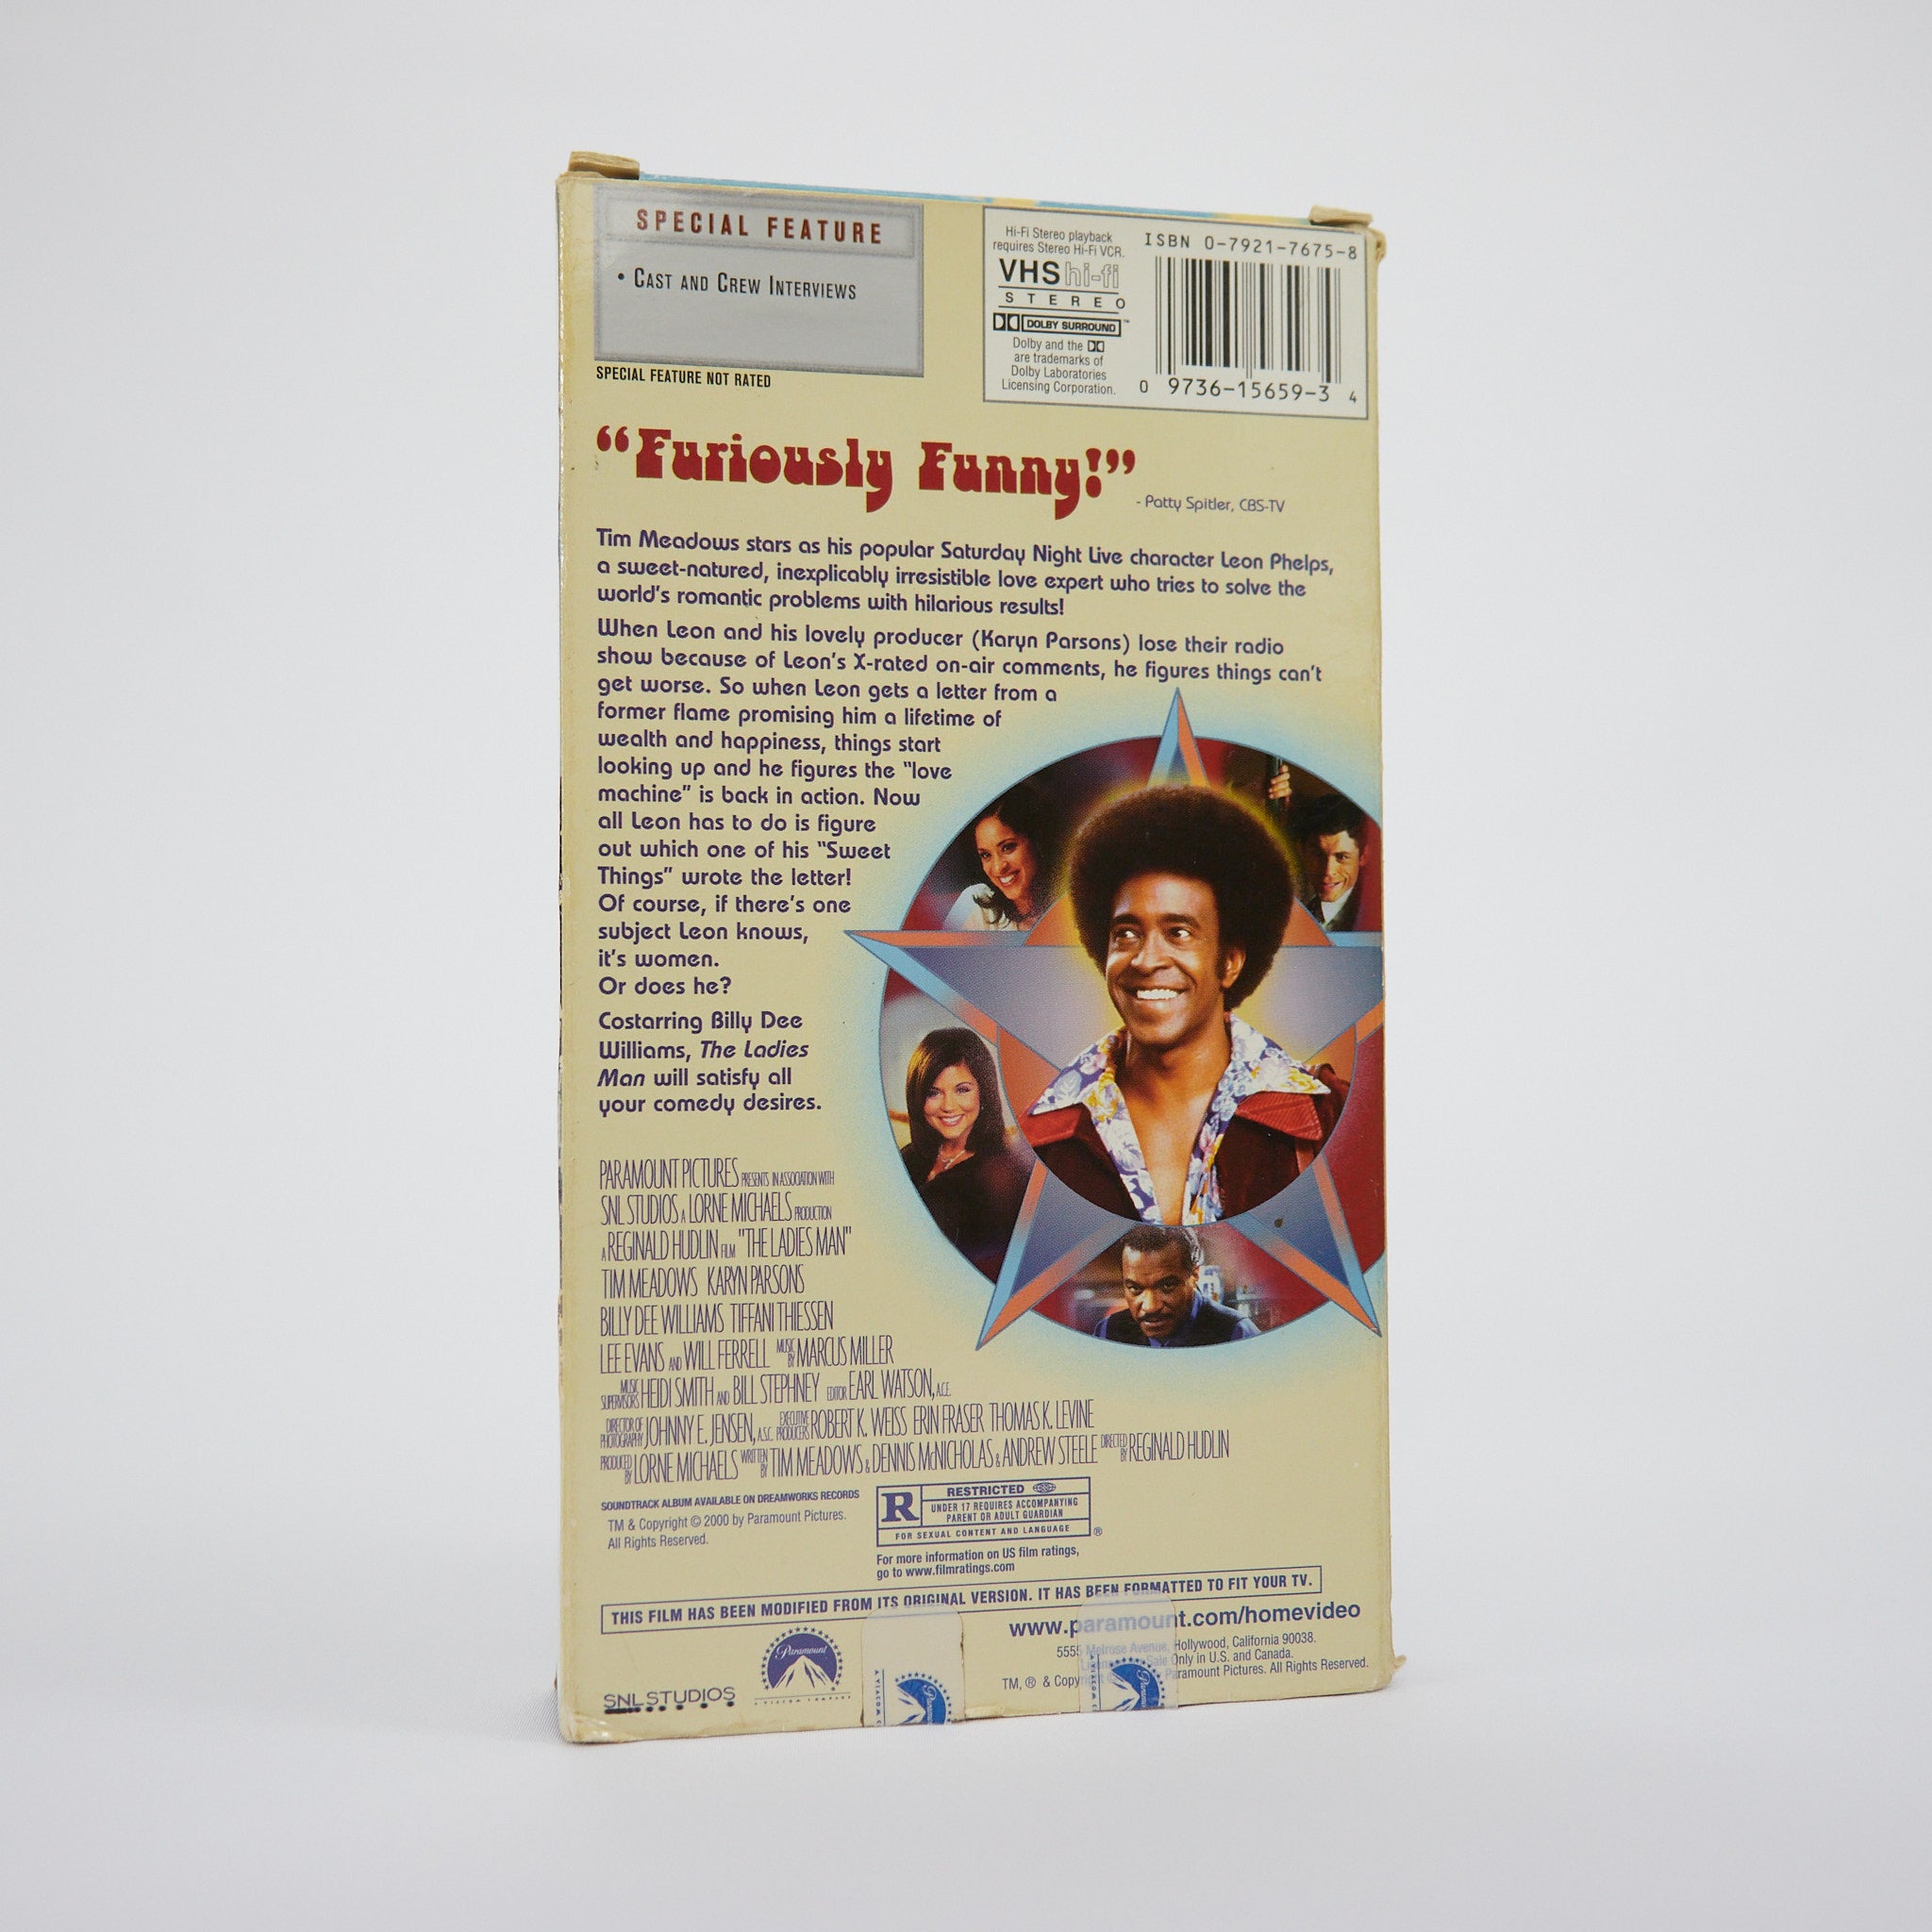 SPECIAL FEATURE
• CAST AND CREW INTERVIEWS
SPECIAL FEATURE NOT RATED
Hi-Fi Stereo playback
requires Stereo Hi-Fi VCR.
VHS hi-fi
STEREO
DOLBY SURROUND™
Dolby and the
are trademarks of
Dolby Laboratories
Licensing Corporation.
ISBN 0-7921-7675-8
0 9736-15659-3 4
"Furiously Funny!"
- Patty Spitler, CBS-TV
Tim Meadows stars as his popular Saturday Night Live character Leon Phelps,
a sweet-natured, inexplicably irresistible love expert who tries to solve the
world's romantic problems with hilarious results!
When Leon and his lovely producer (Karyn Parsons) lose their radio
show because of Leon's X-rated on-air comments, he figures things can't
get worse. So when Leon gets a letter from a
former flame promising him a lifetime of
wealth and happiness, things start
looking up and he figures the "love
machine" is back in action. Now
all Leon has to do is figure
out which one of his "Sweet
Things" wrote the letter!
Of course, if there's one
subject Leon knows,
it's women.
Or does he?
Costarring Billy Dee
Williams, The Ladies
Man will satisfy all
your comedy desires.
PARAMOUNT PICTURES PRESENTS IN ASSOCIATION WITH
SNL STUDIOS A LORNE MICHAELS PRODUCTION
A REGINALD HUDLIN FILM "THE LADIES MAN"
TIM MEADOWS KARYN PARSONS
BILLY DEE WILLIAMS TIFFANI THIESSEN
LEE EVANS AND WILL FERRELL MUSIC BY MARCUS MILLER
MUSIC SUPERVISORS HEIDI SMITH AND BILL STEPHNEY EDITOR EARL WATSON, A.C.E.
DIRECTOR OF PHOTOGRAPHY JOHNNY E. JENSEN, A.S.C. EXECUTIVE PRODUCERS ROBERT K. WEISS ERIN FRASER THOMAS K. LEVINE
PRODUCED BY LORNE MICHAELS WRITTEN BY TIM MEADOWS & DENNIS McNICHOLAS & ANDREW STEELE DIRECTED BY REGINALD HUDLIN
SOUNDTRACK ALBUM AVAILABLE ON DREAMWORKS RECORDS
TM & Copyright © 2000 by Paramount Pictures.
All Rights Reserved.
R RESTRICTED
UNDER 17 REQUIRES ACCOMPANYING
PARENT OR ADULT GUARDIAN
FOR SEXUAL CONTENT AND LANGUAGE ®
For more information on US film ratings,
go to www.filmratings.com
THIS FILM HAS BEEN MODIFIED FROM ITS ORIGINAL VERSION. IT HAS BEEN FORMATTED TO FIT YOUR TV.
www.paramount.com/homevideo
5555 Melrose Avenue, Hollywood, California 90038.
Sale Only in U.S. and Canada.
TM, ® & Copyright Paramount Pictures. All Rights Reserved.
SNL STUDIOS
Paramount
A VIACOM COMPANY
Paramount
A VIACOM C
Paramount